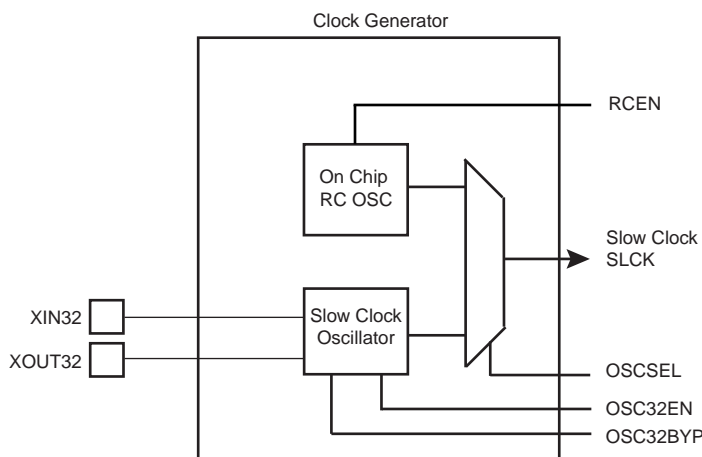 Clock Generator
RCEN
On Chip
RC OSC
Slow Clock
SLCK
XIN32
Slow Clock
Oscillator
XOUT32
OSCSEL
OSC32EN
OSC32BYP